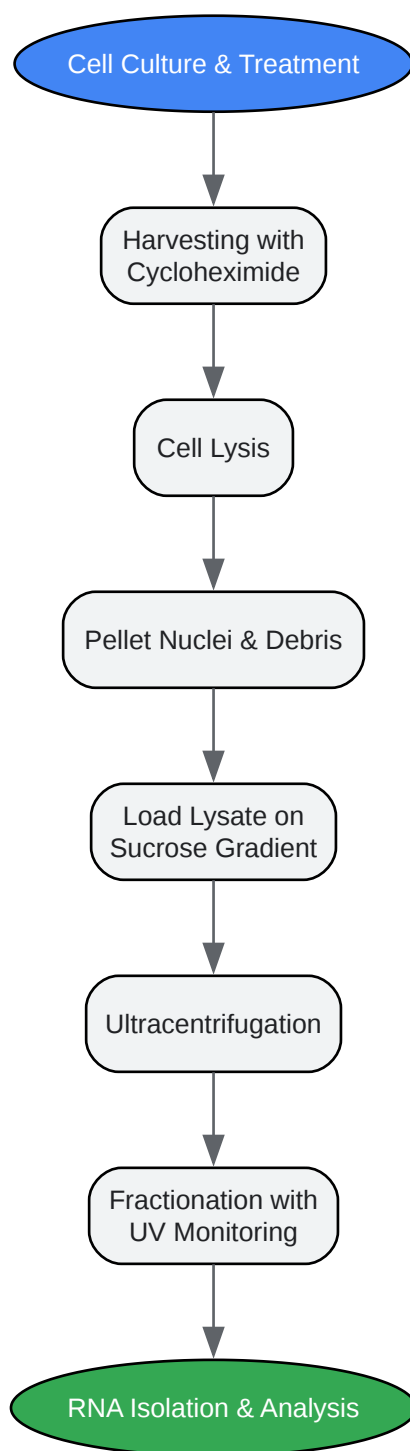 Cell Culture & Treatment
Harvesting with
Cycloheximide
Cell Lysis
Pellet Nuclei & Debris
Load Lysate on
Sucrose Gradient
Ultracentrifugation
Fractionation with
UV Monitoring
RNA Isolation & Analysis